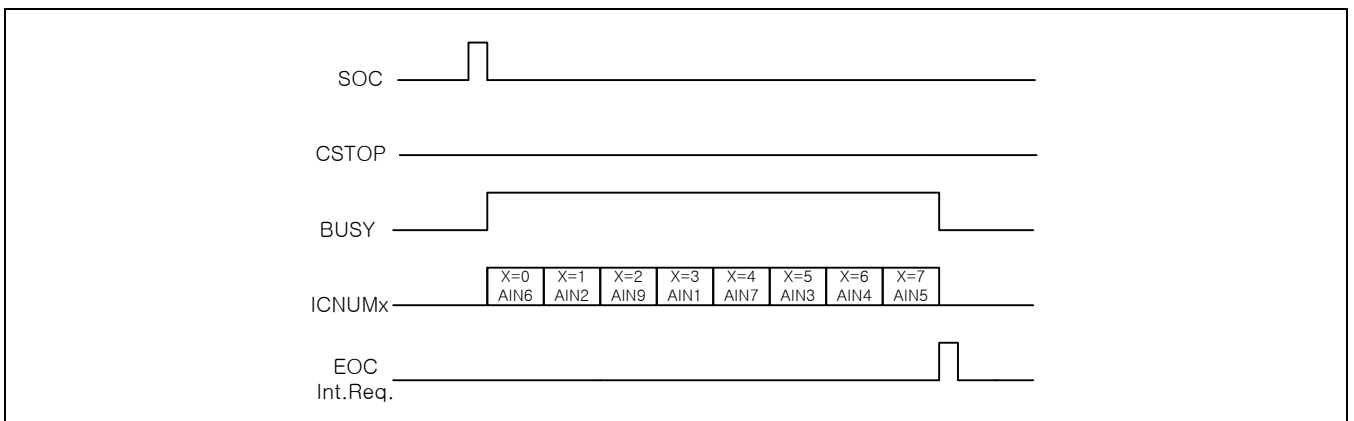 SOC
CSTOP
BUSY
X=0 X=1 X=2 X=3 X=4 X=5 X=6 X=7
AIN6 AIN2 AIN9 AIN1 AIN7 AIN3 AIN4 AIN5
ICNUMx
EOC
Int.Req.